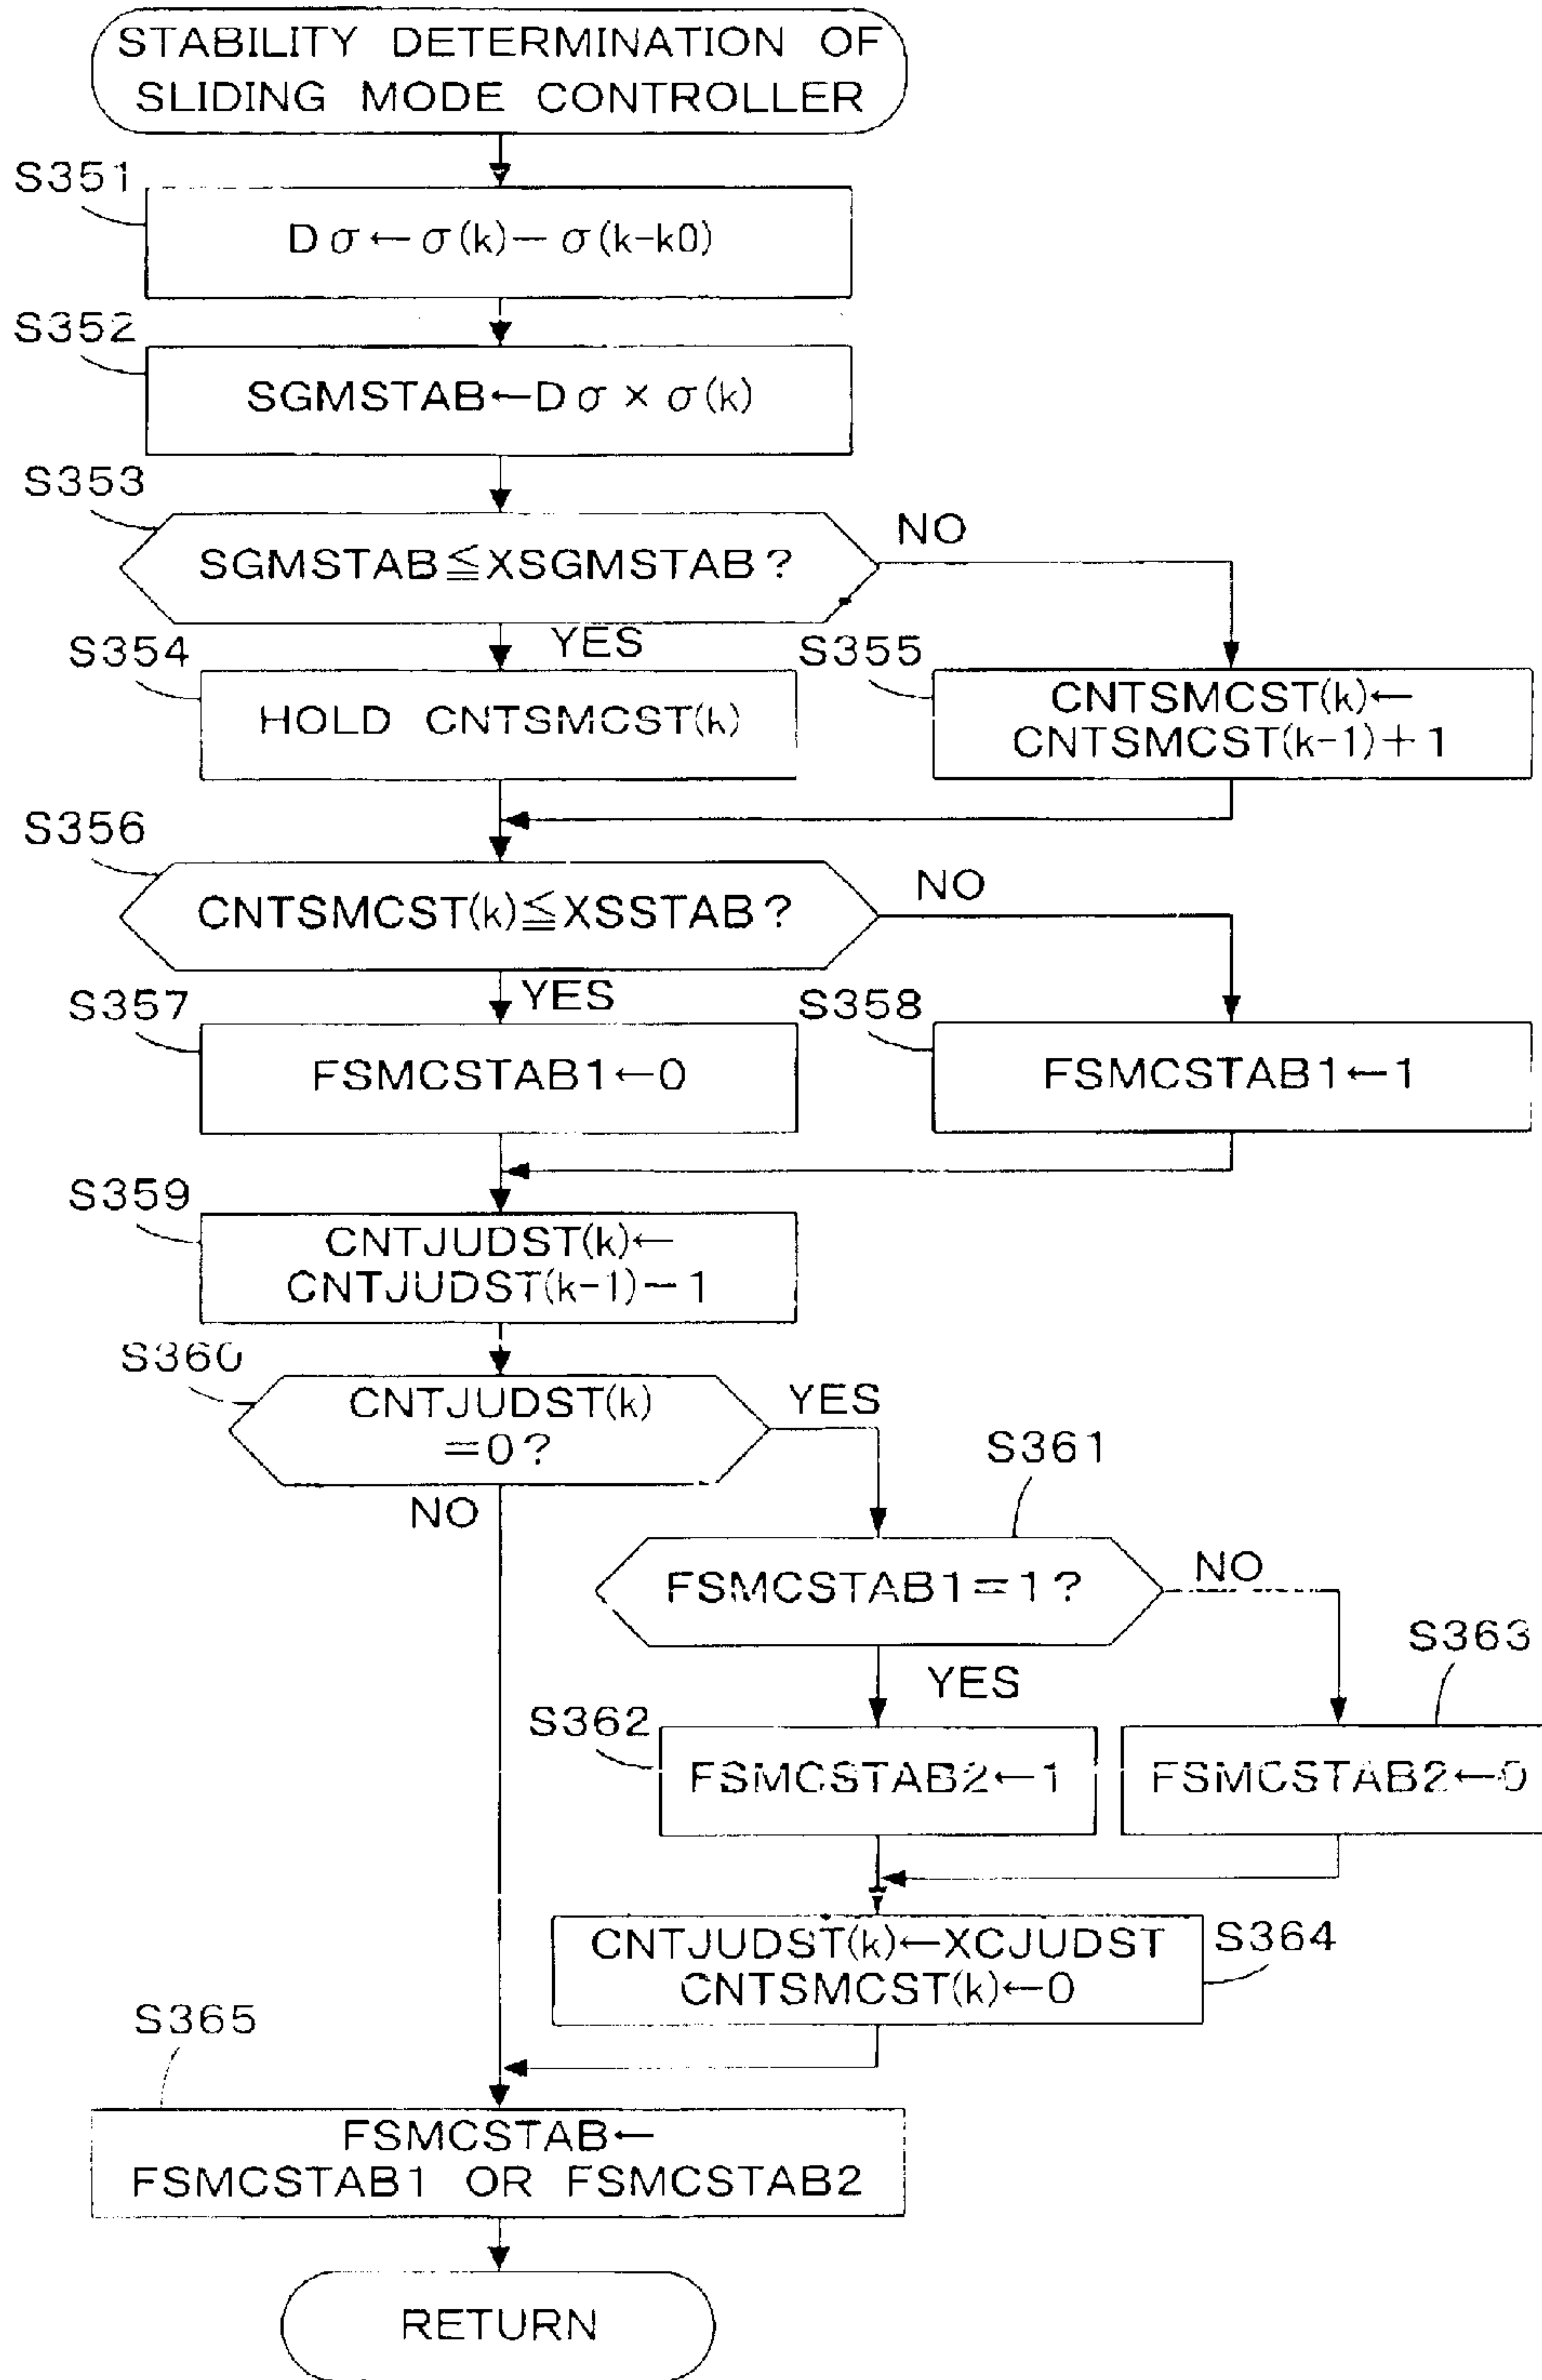 STABILITY DETERMINATION OF
SLIDING MODE CONTROLLER
S351
Dσ←σ(k)−σ(k-k0)
S352
SGMSTAB←Dσ×σ(k)
S353
SGMSTAB≦XSGMSTAB?
NO
YES
S354
HOLD CNTSMCST(k)
S355
CNTSMCST(k)←
CNTSMCST(k-1)+1
S356
CNTSMCST(k)≦XSSTAB?
NO
YES
S357
FSMCSTAB1←0
S358
FSMCSTAB1←1
S359
CNTJUDST(k)←
CNTJUDST(k-1)−1
S360
CNTJUDST(k)
=0?
YES
NO
S361
FSMCSTAB1=1?
NO
YES
S362
FSMCSTAB2←1
S363
FSMCSTAB2←0
CNTJUDST(k)←XCJUDST
CNTSMCST(k)←0
S364
S365
FSMCSTAB←
FSMCSTAB1 OR FSMCSTAB2
RETURN